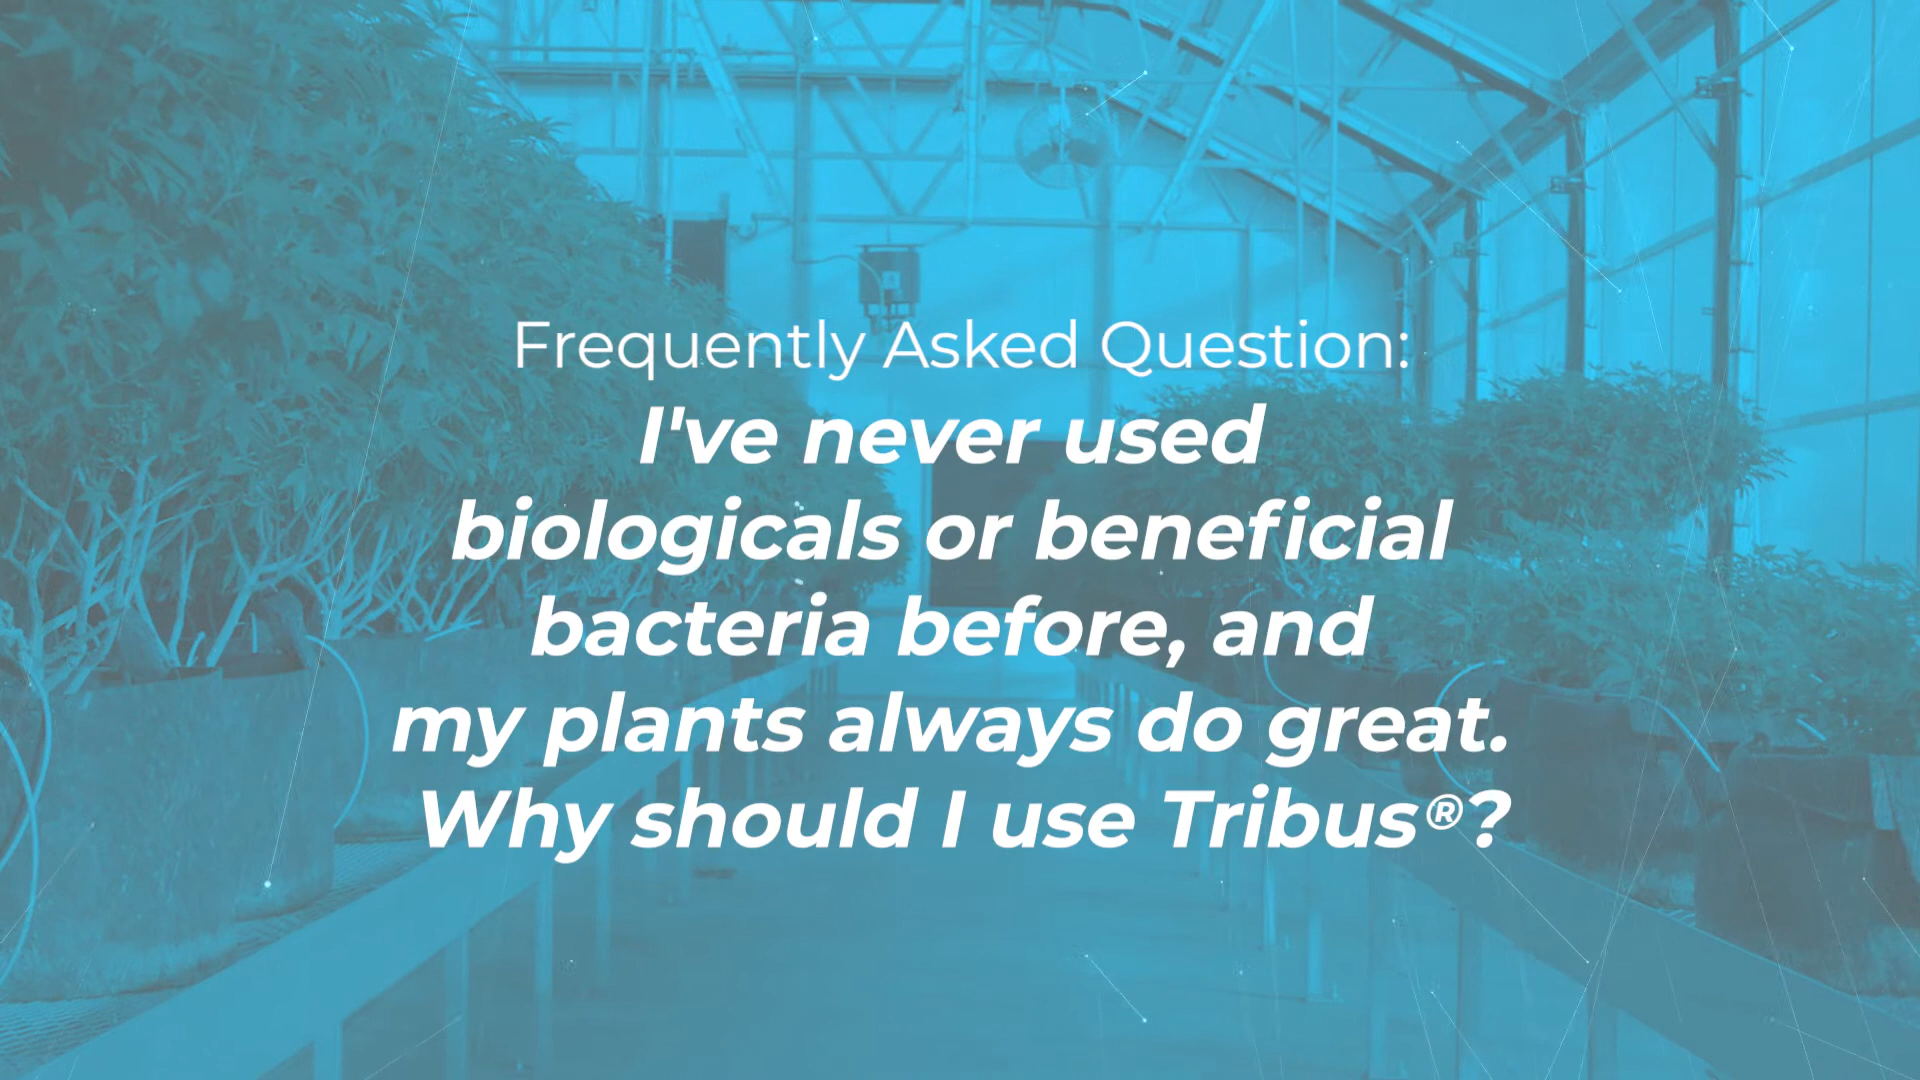 Frequently Asked Question:
I've never used
biologicals or beneficial
bacteria before, and
my plants always do great.
Why should I use Tribus®?